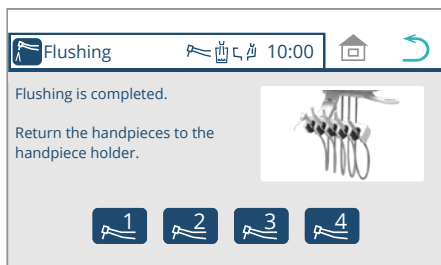 Flushing 10:00
Flushing is completed.
Return the handpieces to the
handpiece holder.
1 2 3 4